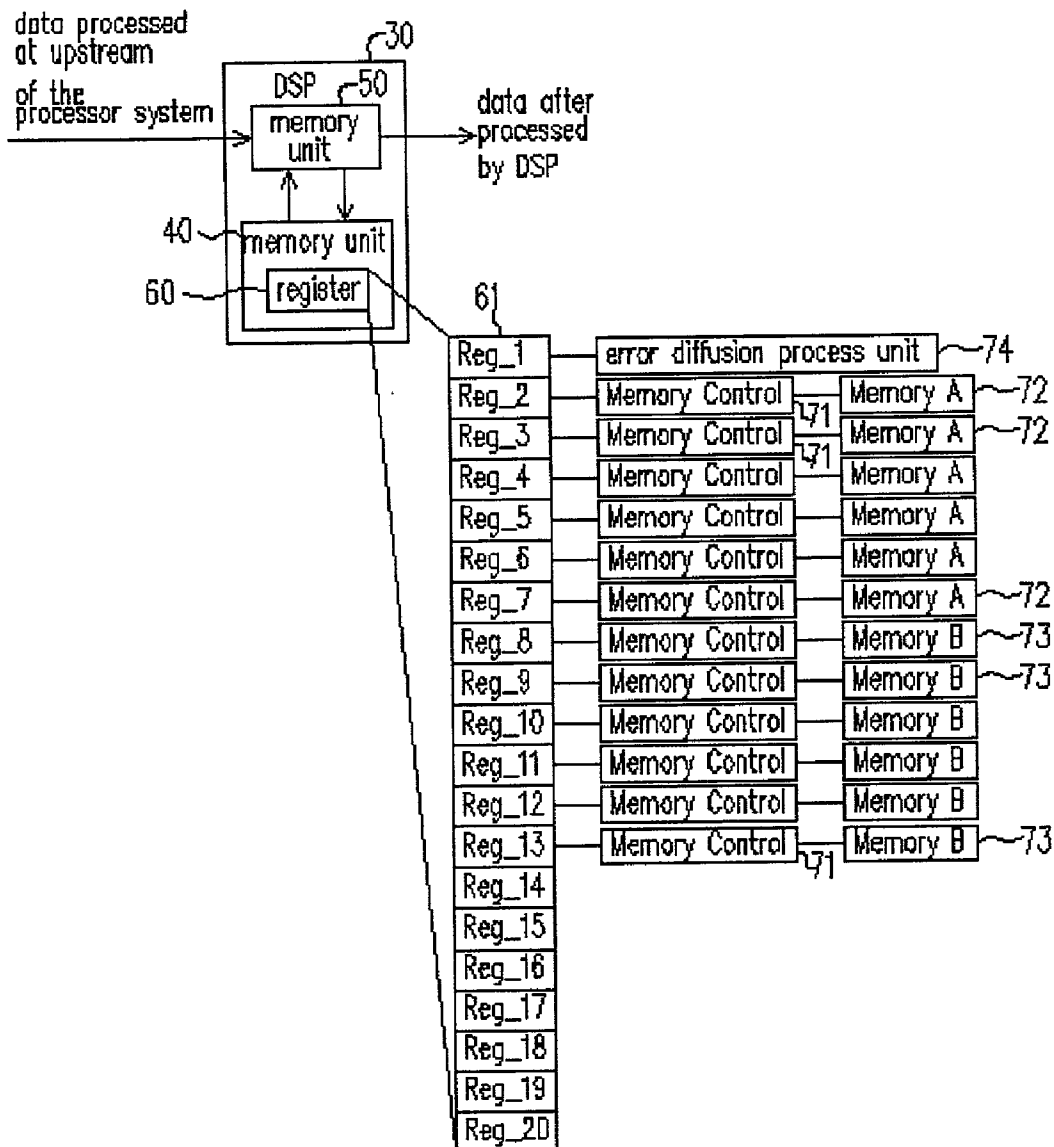 data processed
at upstream
of the
processor system
30
DSP
50
memory
unit
data after
processed
by DSP
40
memory unit
60
register
61
Reg_1 error diffusion process unit 74
Reg_2 Memory Control 71 Memory A 72
Reg_3 Memory Control 71 Memory A 72
Reg_4 Memory Control Memory A
Reg_5 Memory Control Memory A
Reg_6 Memory Control Memory A
Reg_7 Memory Control Memory A 72
Reg_8 Memory Control Memory B 73
Reg_9 Memory Control Memory B 73
Reg_10 Memory Control Memory B
Reg_11 Memory Control Memory B
Reg_12 Memory Control Memory B
Reg_13 Memory Control 71 Memory B 73
Reg_14
Reg_15
Reg_16
Reg_17
Reg_18
Reg_19
Reg_20